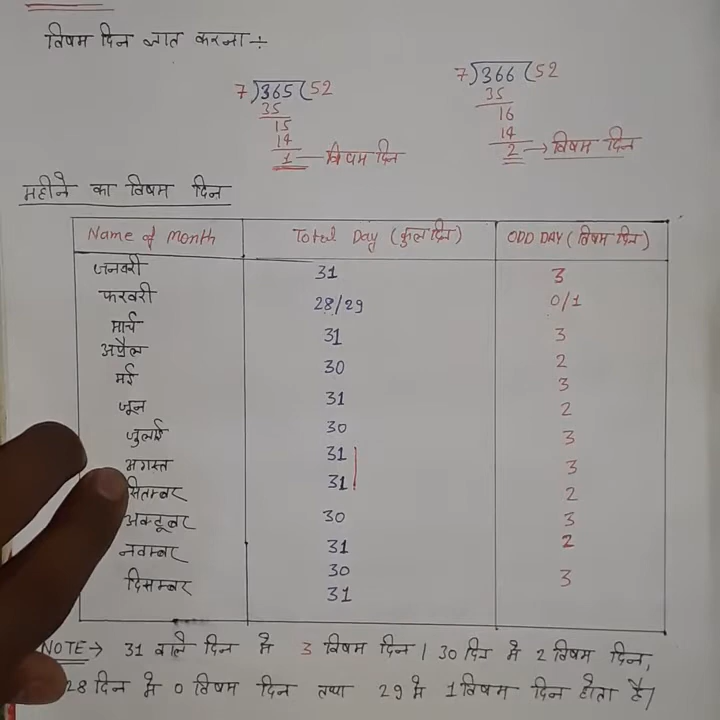 विषम दिन ज्ञात करना ÷
7)365(52
35
15
14
1 — विषम दिन
7)366(52
35
16
14
2 → विषम दिन
महीने का विषम दिन
Name of Month Total Day (कुल दिन) ODD DAY (विषम दिन)
जनवरी 31 3
फरवरी 28/29 0/1
मार्च 31 3
अप्रैल 30 2
मई 31 3
जून 30 2
जुलाई 31 3
अगस्त 31 3
सितम्बर 30 2
अक्टूबर 31 3
नवम्बर 30 2
दिसम्बर 31 3
NOTE → 31 वाले दिन मे 3 विषम दिन। 30 दिन मे 2 विषम दिन,
28 दिन मे 0 विषम दिन तथा 29 मे 1 विषम दिन होता है।